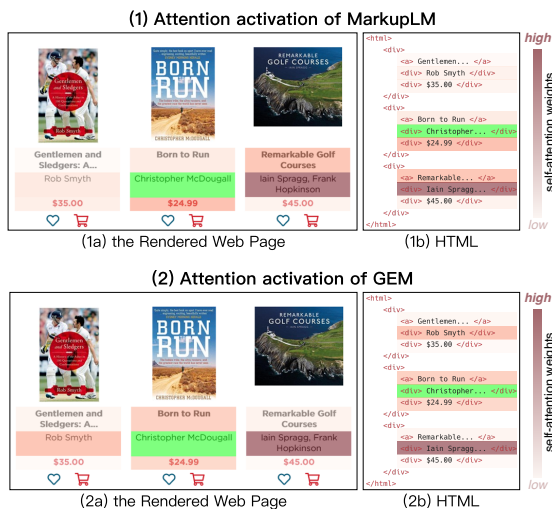 (1) Attention activation of MarkupLM
Gentlemen
and Sledgers
Rob Smyth
BORN
TO
RUN
CHRISTOPHER McDOUGALL
REMARKABLE
GOLF COURSES
Gentlemen and
Sledgers: A...
Rob Smyth
$35.00
Born to Run
Christopher McDougall
$24.99
Remarkable Golf
Courses
Iain Spragg, Frank
Hopkinson
$45.00
(1a) the Rendered Web Page
<html>
<div>
<a> Gentlemen... </a>
<div> Rob Smyth </div>
<div> $35.00 </div>
</div>
<div>
<a> Born to Run </a>
<div> Christopher... </div>
<div> $24.99 </div>
</div>
<div>
<a> Remarkable... </a>
<div> Iain Spragg... </div>
<div> $45.00 </div>
</div>
</html>
(1b) HTML
high
self-attention weights
low
(2) Attention activation of GEM
Gentlemen
and Sledgers
Rob Smyth
BORN
TO
RUN
CHRISTOPHER McDOUGALL
REMARKABLE
GOLF COURSES
Gentlemen and
Sledgers: A...
Rob Smyth
$35.00
Born to Run
Christopher McDougall
$24.99
Remarkable Golf
Courses
Iain Spragg, Frank
Hopkinson
$45.00
(2a) the Rendered Web Page
<html>
<div>
<a> Gentlemen... </a>
<div> Rob Smyth </div>
<div> $35.00 </div>
</div>
<div>
<a> Born to Run </a>
<div> Christopher... </div>
<div> $24.99 </div>
</div>
<div>
<a> Remarkable... </a>
<div> Iain Spragg... </div>
<div> $45.00 </div>
</div>
</html>
(2b) HTML
high
self-attention weights
low